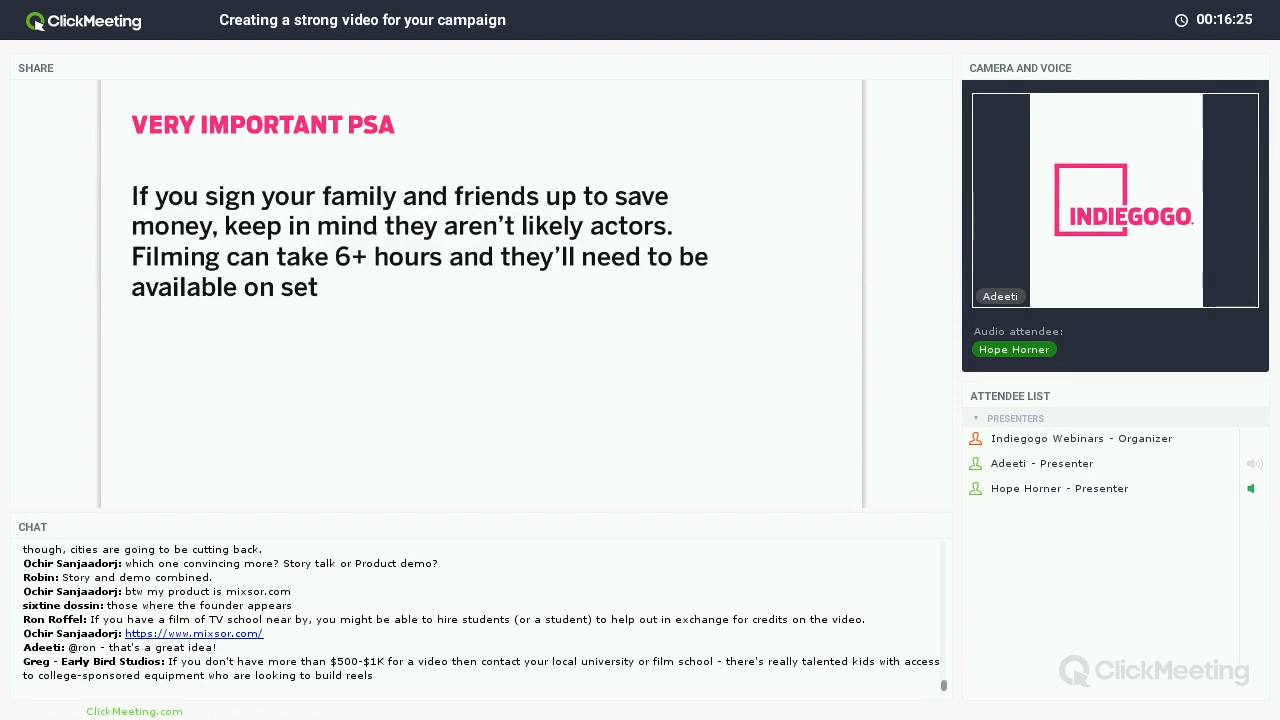 ClickMeeting
Creating a strong video for your campaign
00:16:25
SHARE
VERY IMPORTANT PSA
If you sign your family and friends up to save
money, keep in mind they aren't likely actors.
Filming can take 6+ hours and they'll need to be
available on set
CAMERA AND VOICE
INDIEGOGO.
Adeeti
Audio attendee:
Hope Horner
ATTENDEE LIST
PRESENTERS
Indiegogo Webinars - Organizer
Adeeti - Presenter
Hope Horner - Presenter
CHAT
though, cities are going to be cutting back.
Ochir Sanjaadorj: which one convincing more? Story talk or Product demo?
Robin: Story and demo combined.
Ochir Sanjaadorj: btw my product is mixsor.com
sixtine dossin: those where the founder appears
Ron Roffel: If you have a film of TV school near by, you might be able to hire students (or a student) to help out in exchange for credits on the video.
Ochir Sanjaadorj: https://www.mixsor.com/
Adeeti: @ron - that's a great idea!
Greg - Early Bird Studios: If you don't have more than $500-$1K for a video then contact your local university or film school - there's really talented kids with access
to college-sponsored equipment who are looking to build reels
ClickMeeting
ClickMeeting.com